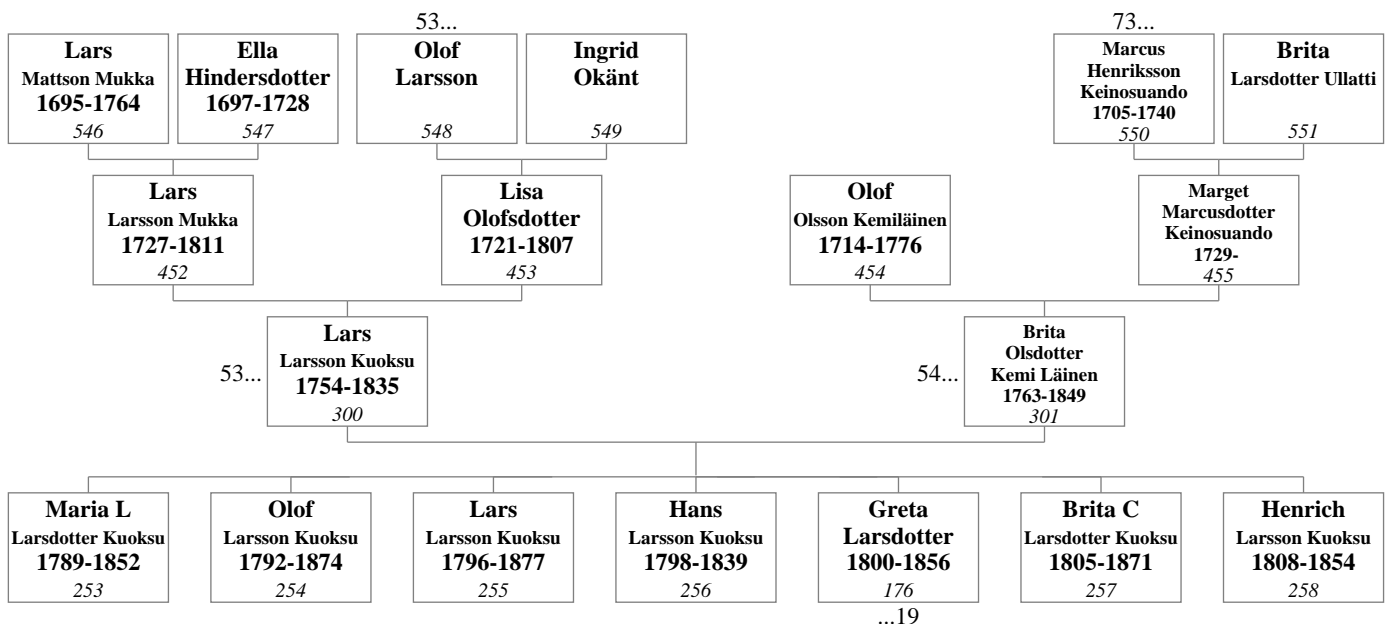 53...
73...
Lars
Mattson Mukka
1695-1764
546
Ella
Hindersdotter
1697-1728
547
Olof
Larsson
548
Ingrid
Okänt
549
Marcus
Henriksson
Keinosuando
1705-1740
550
Brita
Larsdotter Ullatti
551
Lars
Larsson Mukka
1727-1811
452
Lisa
Olofsdotter
1721-1807
453
Olof
Olsson Kemiläinen
1714-1776
454
Marget
Marcusdotter
Keinosuando
1729-
455
53...
Lars
Larsson Kuoksu
1754-1835
300
54...
Brita
Olsdotter
Kemi Läinen
1763-1849
301
Maria L
Larsdotter Kuoksu
1789-1852
253
Olof
Larsson Kuoksu
1792-1874
254
Lars
Larsson Kuoksu
1796-1877
255
Hans
Larsson Kuoksu
1798-1839
256
Greta
Larsdotter
1800-1856
176
...19
Brita C
Larsdotter Kuoksu
1805-1871
257
Henrich
Larsson Kuoksu
1808-1854
258